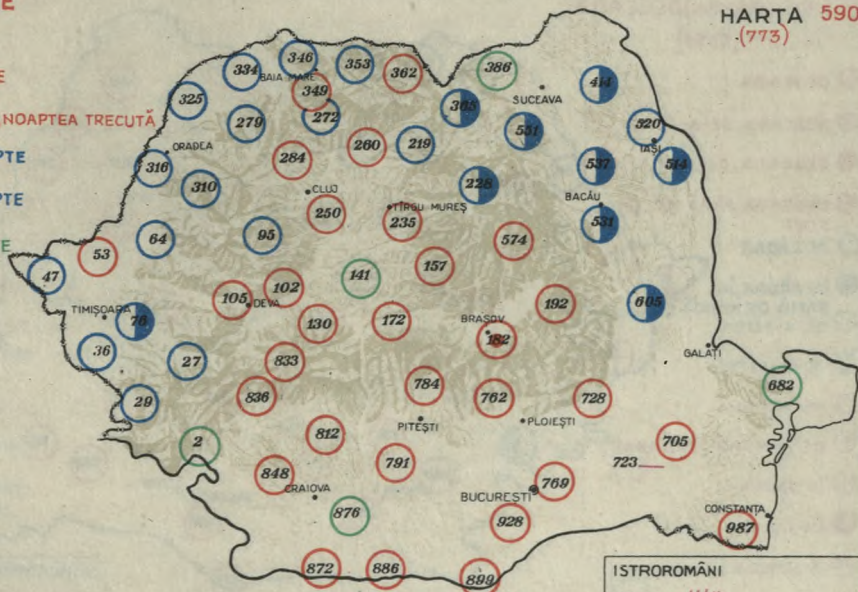 E
HARTA 590
(773)
E
NOAPTEA TRECUTĂ
PTE
PTE
E
346
353
334
BAIA MARE
362
386
349
414
325
SUCEAVA
365
279
272
551
320
260
219
IAȘI
ORADEA
284
316
537
514
310
228
CLUJ
BACĂU
TÎRGU MUREȘ
250
235
531
64
95
574
53
157
47
141
102
105
DEVA
192
605
TIMIȘOARA
76
130
172
BRAȘOV
182
36
GALAȚI
27
833
784
682
836
762
728
29
PITEȘTI
PLOIEȘTI
812
2
705
791
723
848
769
CRAIOVA
BUCUREȘTI
876
928
CONSTANȚA
987
872
886
899
ISTROROMÂNI